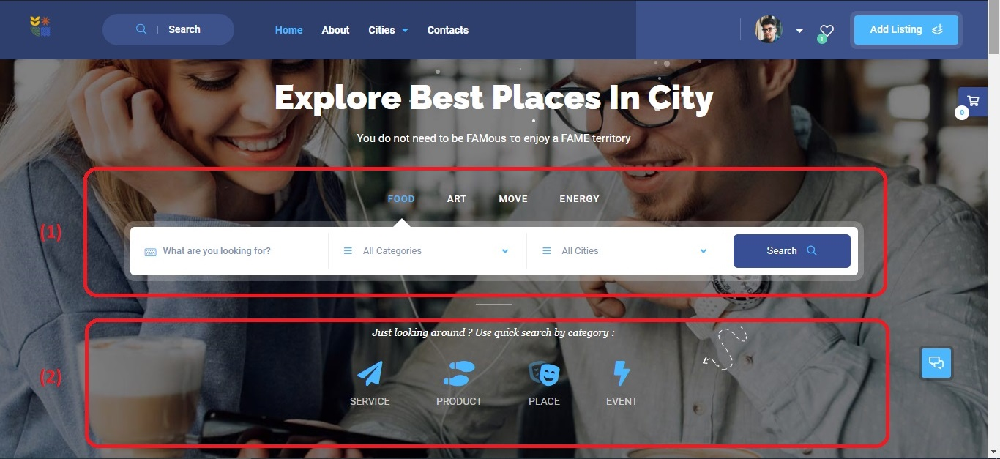 Search
Home About Cities Contacts
1
Add Listing
Explore Best Places In City
0
You do not need to be FAMous το enjoy a FAME territory
FOOD ART MOVE ENERGY
(1)
What are you looking for? All Categories All Cities Search
Just looking around ? Use quick search by category :
(2)
SERVICE PRODUCT PLACE EVENT